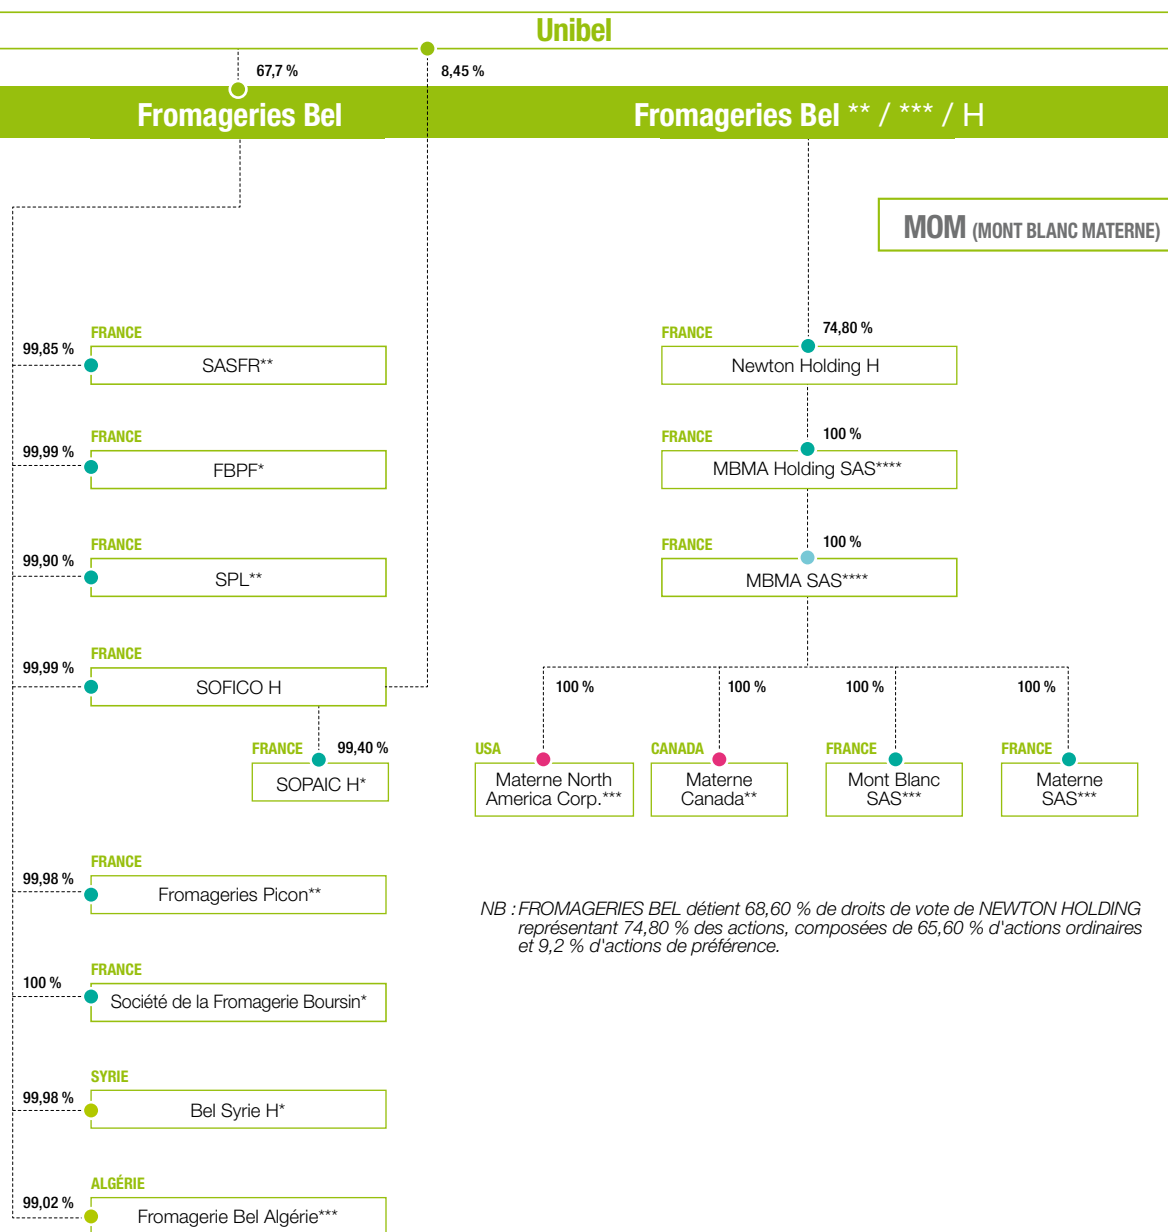 Unibel
67,7 %
8,45 %
Fromageries Bel
Fromageries Bel ** / *** / H
MOM (MONT BLANC MATERNE)
FRANCE
99,85 %
SASFR**
FRANCE
99,99 %
FBPF*
FRANCE
99,90 %
SPL**
FRANCE
99,99 %
SOFICO H
FRANCE
99,40 %
SOPAIC H*
FRANCE
99,98 %
Fromageries Picon**
FRANCE
100 %
Société de la Fromagerie Boursin*
SYRIE
99,98 %
Bel Syrie H*
ALGÉRIE
99,02 %
Fromagerie Bel Algérie***
FRANCE
74,80 %
Newton Holding H
FRANCE
100 %
MBMA Holding SAS****
FRANCE
100 %
MBMA SAS****
100 %
100 %
100 %
100 %
USA
Materne North
America Corp.***
CANADA
Materne
Canada**
FRANCE
Mont Blanc
SAS***
FRANCE
Materne
SAS***
NB : FROMAGERIES BEL détient 68,60 % de droits de vote de NEWTON HOLDING
représentant 74,80 % des actions, composées de 65,60 % d'actions ordinaires
et 9,2 % d'actions de préférence.